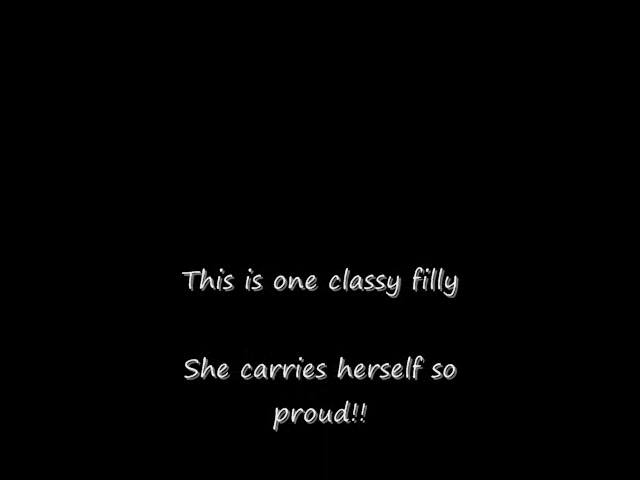 This is one classy filly
She carries herself so
proud!!